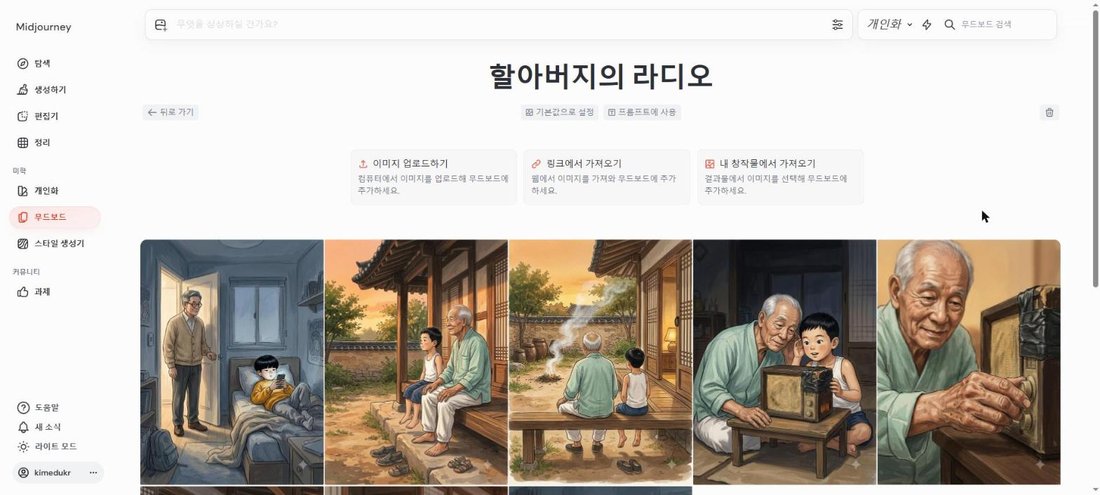 Midjourney
무엇을 상상하실 건가요?
개인화
무드보드 검색
탐색
생성하기
편집기
정리
미학
개인화
무드보드
스타일 생성기
커뮤니티
과제
도움말
새 소식
라이트 모드
kimedukr
할아버지의 라디오
뒤로 가기
기본값으로 설정
프롬프트에 사용
이미지 업로드하기
컴퓨터에서 이미지를 업로드해 무드보드에
추가하세요.
링크에서 가져오기
웹에서 이미지를 가져와 무드보드에 추가
하세요.
내 창작물에서 가져오기
결과물에서 이미지를 선택해 무드보드에
추가하세요.